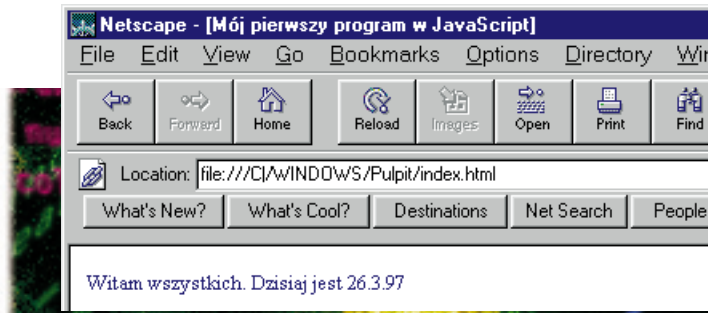 Netscape - [Mój pierwszy program w JavaScript]
File Edit View Go Bookmarks Options Directory
Back Forward Home Reload Images Open Print Find
Location: file:///C|/WINDOWS/Pulpit/index.html
What's New? What's Cool? Destinations Net Search People
Witam wszystkich. Dzisiaj jest 26.3.97